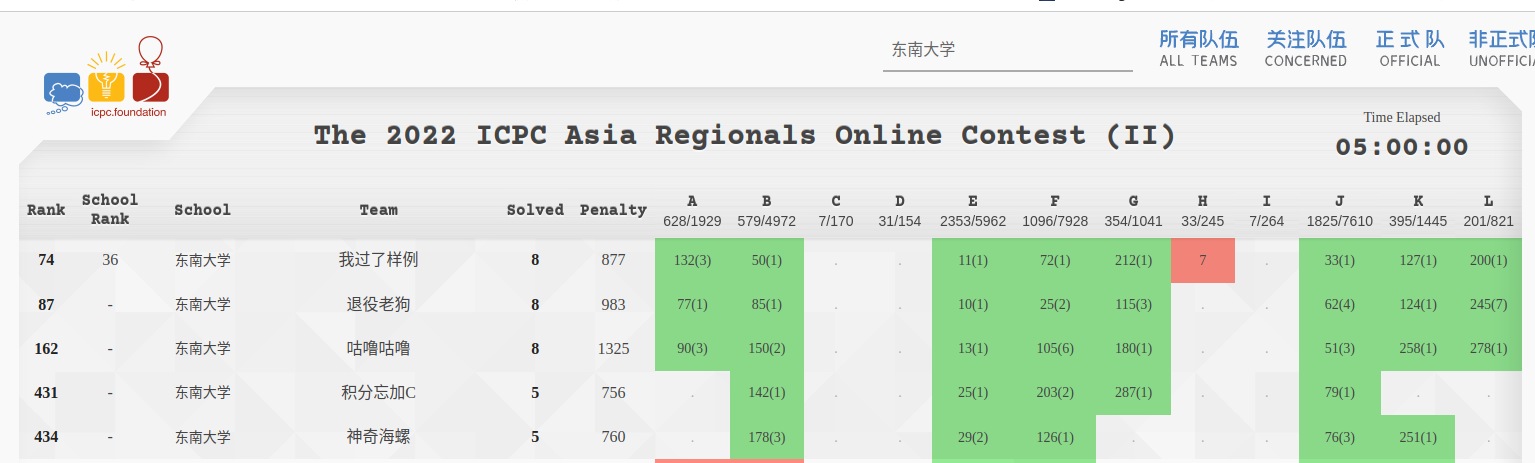 东南大学
所有队伍 关注队伍 正式队 非正式队
ALL TEAMS CONCERNED OFFICIAL UNOFFICIA
icpc.foundation
The 2022 ICPC Asia Regionals Online Contest (II)
Time Elapsed
05:00:00
Rank School Rank School Team Solved Penalty A B C D E F G H I J K L
628/1929 579/4972 7/170 31/154 2353/5962 1096/7928 354/1041 33/245 7/264 1825/7610 395/1445 201/821
74 36 东南大学 我过了样例 8 877 132(3) 50(1) . . 11(1) 72(1) 212(1) 7 . 33(1) 127(1) 200(1)
87 - 东南大学 退役老狗 8 983 77(1) 85(1) . . 10(1) 25(2) 115(3) . . 62(4) 124(1) 245(7)
162 - 东南大学 咕噜咕噜 8 1325 90(3) 150(2) . . 13(1) 105(6) 180(1) . . 51(3) 258(1) 278(1)
431 - 东南大学 积分忘加C 5 756 . 142(1) . . 25(1) 203(2) 287(1) . . 79(1) . .
434 - 东南大学 神奇海螺 5 760 . 178(3) . . 29(2) 126(1) . . . 76(3) 251(1) .